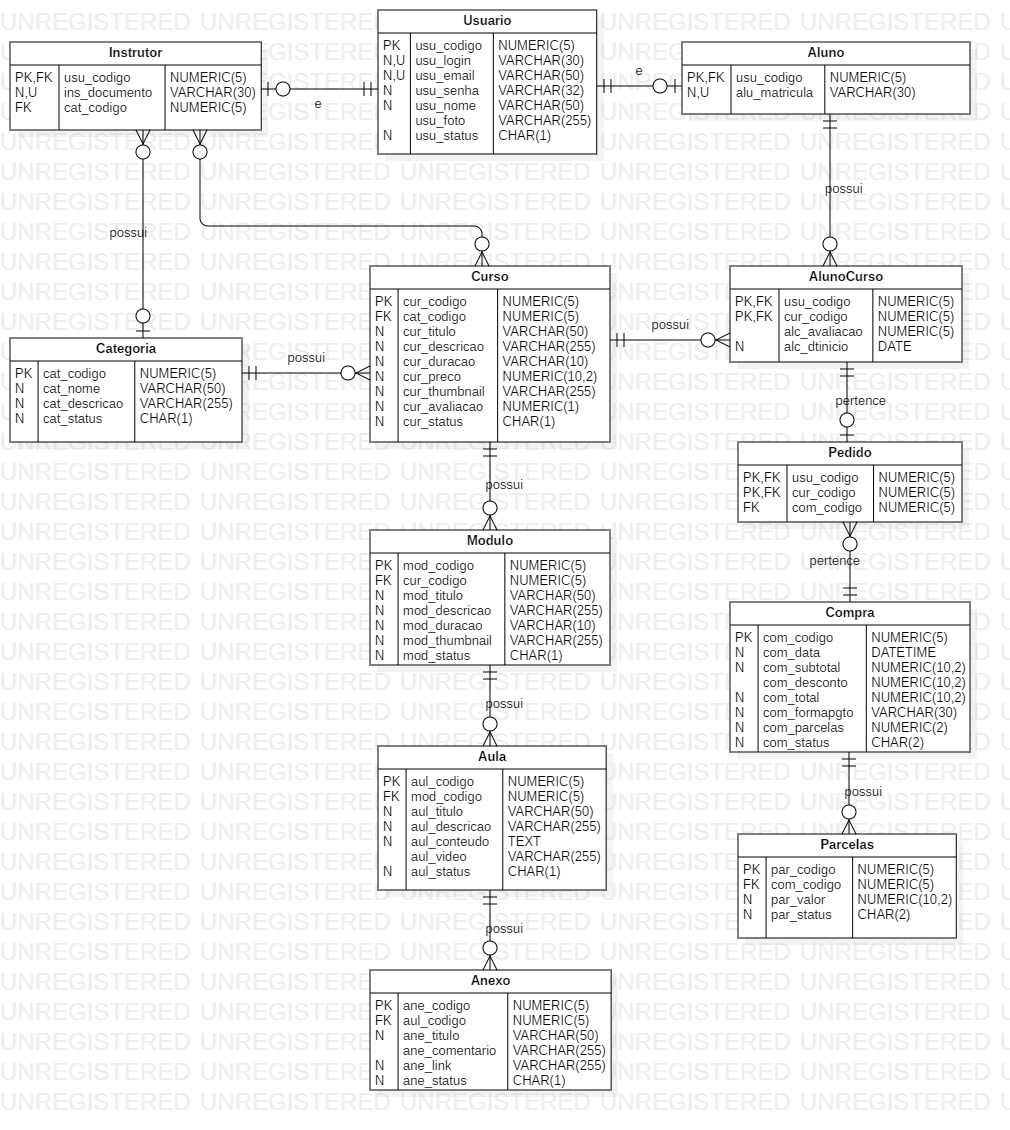 Usuario
PK usu_codigo NUMERIC(5)
N,U usu_login VARCHAR(30)
N,U usu_email VARCHAR(50)
N usu_senha VARCHAR(32)
N usu_nome VARCHAR(50)
usu_foto VARCHAR(255)
N usu_status CHAR(1)
Instrutor
PK,FK usu_codigo NUMERIC(5)
N,U ins_documento VARCHAR(30)
FK cat_codigo NUMERIC(5)
e
Aluno
PK,FK usu_codigo NUMERIC(5)
N,U alu_matricula VARCHAR(30)
e
possui
possui
Curso
PK cur_codigo NUMERIC(5)
FK cat_codigo NUMERIC(5)
N cur_titulo VARCHAR(50)
N cur_descricao VARCHAR(255)
N cur_duracao VARCHAR(10)
N cur_preco NUMERIC(10,2)
N cur_thumbnail VARCHAR(255)
N cur_avaliacao NUMERIC(1)
N cur_status CHAR(1)
AlunoCurso
PK,FK usu_codigo NUMERIC(5)
PK,FK cur_codigo NUMERIC(5)
alc_avaliacao NUMERIC(5)
N alc_dtinicio DATE
possui
Categoria
PK cat_codigo NUMERIC(5)
N cat_nome VARCHAR(50)
N cat_descricao VARCHAR(255)
N cat_status CHAR(1)
possui
pertence
Pedido
PK,FK usu_codigo NUMERIC(5)
PK,FK cur_codigo NUMERIC(5)
FK com_codigo NUMERIC(5)
possui
Modulo
PK mod_codigo NUMERIC(5)
FK cur_codigo NUMERIC(5)
N mod_titulo VARCHAR(50)
N mod_descricao VARCHAR(255)
N mod_duracao VARCHAR(10)
N mod_thumbnail VARCHAR(255)
N mod_status CHAR(1)
pertence
Compra
PK com_codigo NUMERIC(5)
N com_data DATETIME
N com_subtotal NUMERIC(10,2)
com_desconto NUMERIC(10,2)
N com_total NUMERIC(10,2)
N com_formapgto VARCHAR(30)
N com_parcelas NUMERIC(2)
N com_status CHAR(2)
possui
Aula
PK aul_codigo NUMERIC(5)
FK mod_codigo NUMERIC(5)
N aul_titulo VARCHAR(50)
N aul_descricao VARCHAR(255)
N aul_conteudo TEXT
aul_video VARCHAR(255)
N aul_status CHAR(1)
possui
Parcelas
PK par_codigo NUMERIC(5)
FK com_codigo NUMERIC(5)
N par_valor NUMERIC(10,2)
N par_status CHAR(2)
possui
Anexo
PK ane_codigo NUMERIC(5)
FK aul_codigo NUMERIC(5)
N ane_titulo VARCHAR(50)
ane_comentario VARCHAR(255)
N ane_link VARCHAR(255)
N ane_status CHAR(1)
UNREGISTERED